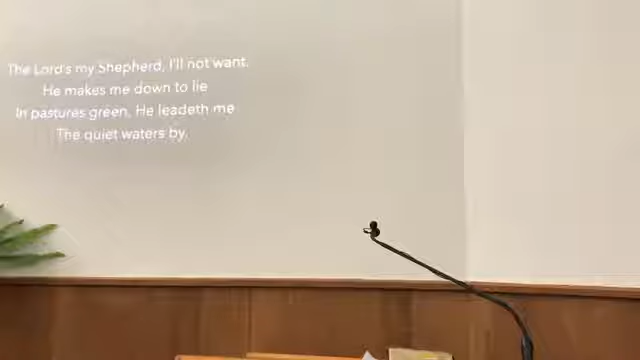 The Lord's my Shepherd, I'll not want.
He makes me down to lie
In pastures green, He leadeth me
The quiet waters by.